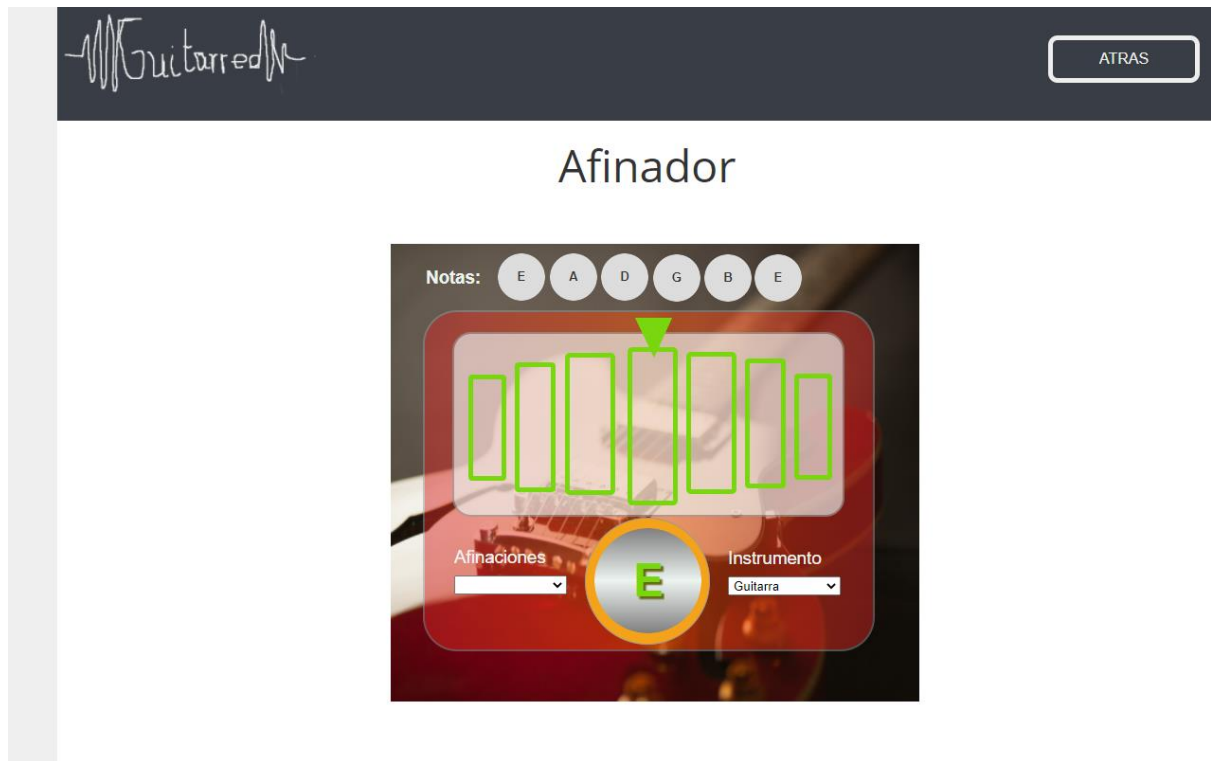 Guitarred
ATRAS
Afinador
Notas: E A D G B E
Afinaciones
Instrumento
E
Guitarra